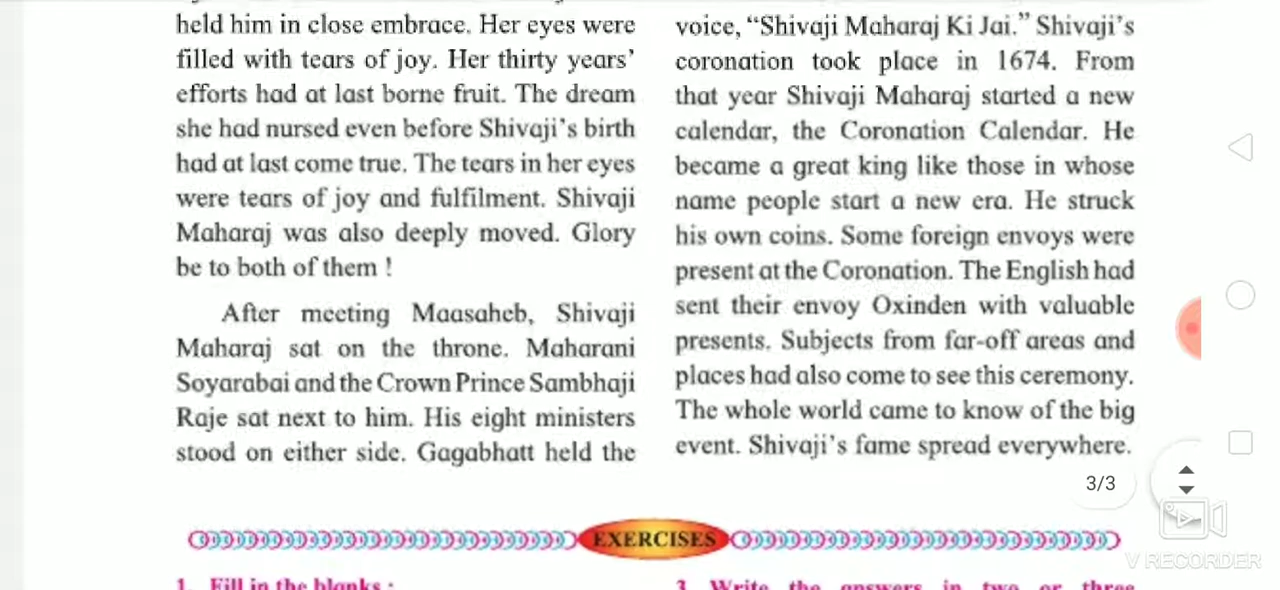 held him in close embrace. Her eyes were
filled with tears of joy. Her thirty years'
efforts had at last borne fruit. The dream
she had nursed even before Shivaji's birth
had at last come true. The tears in her eyes
were tears of joy and fulfilment. Shivaji
Maharaj was also deeply moved. Glory
be to both of them !
After meeting Maasaheb, Shivaji
Maharaj sat on the throne. Maharani
Soyarabai and the Crown Prince Sambhaji
Raje sat next to him. His eight ministers
stood on either side. Gagabhatt held the
voice, “Shivaji Maharaj Ki Jai.” Shivaji's
coronation took place in 1674. From
that year Shivaji Maharaj started a new
calendar, the Coronation Calendar. He
became a great king like those in whose
name people start a new era. He struck
his own coins. Some foreign envoys were
present at the Coronation. The English had
sent their envoy Oxinden with valuable
presents. Subjects from far-off areas and
places had also come to see this ceremony.
The whole world came to know of the big
event. Shivaji's fame spread everywhere.
3/3
EXERCISES
1. Fill in the blanks :
3. Write the answers in two or three
V RECORDER